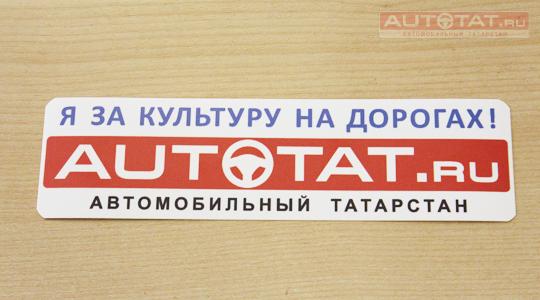 AUTOTAT.RU
АВТОМОБИЛЬНЫЙ ТАТАРСТАН
Я ЗА КУЛЬТУРУ НА ДОРОГАХ!
AUTOTAT.RU
АВТОМОБИЛЬНЫЙ ТАТАРСТАН